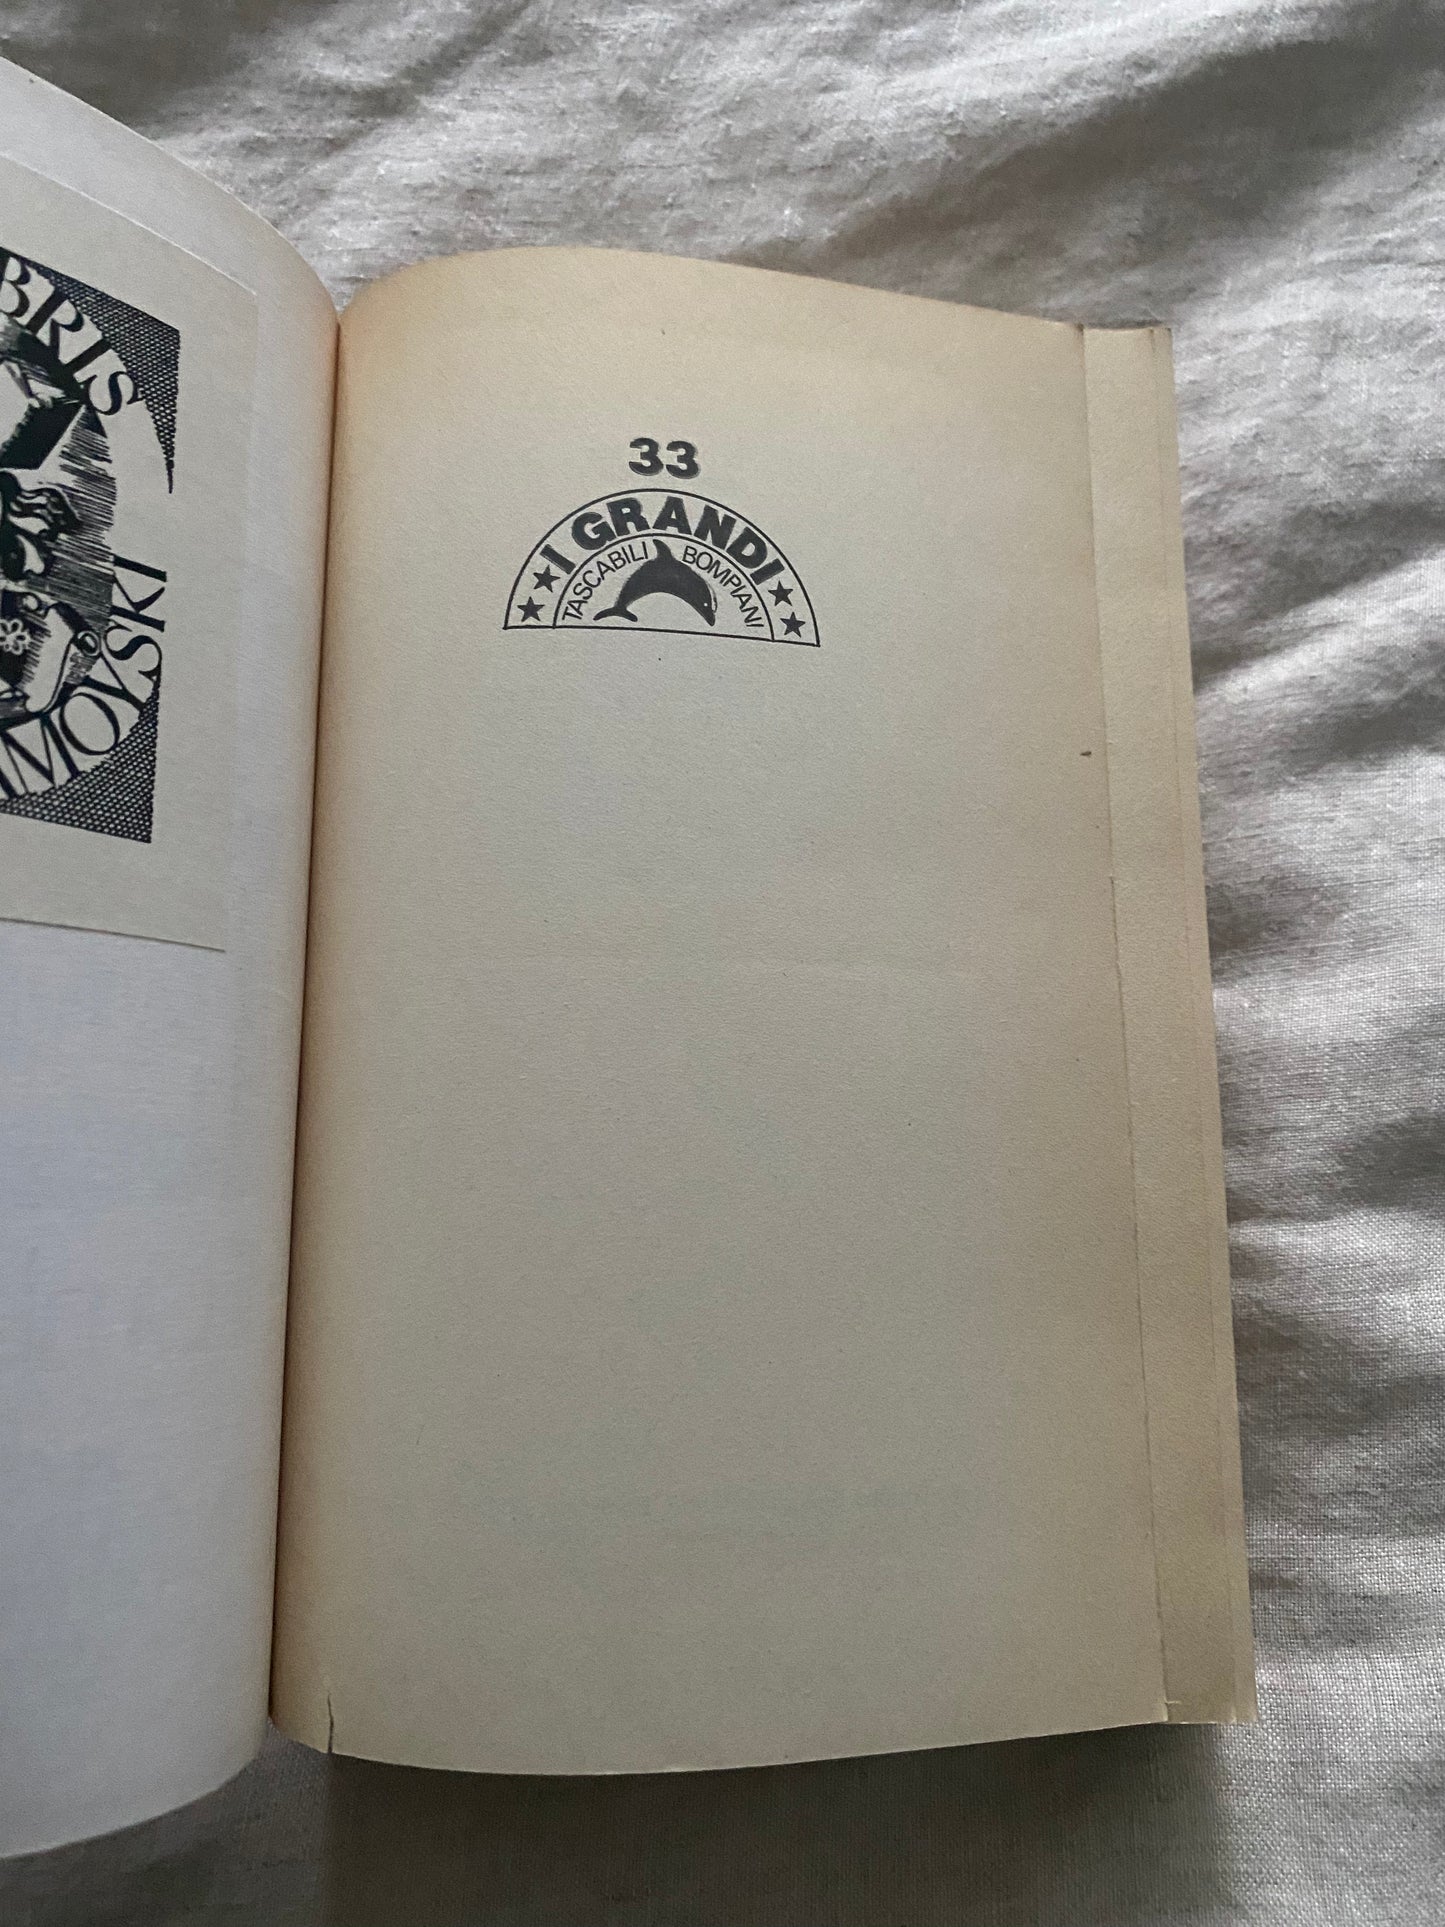 BRIS
MOYSKI
33
I GRANDI
TASCABILI BOMPIANI